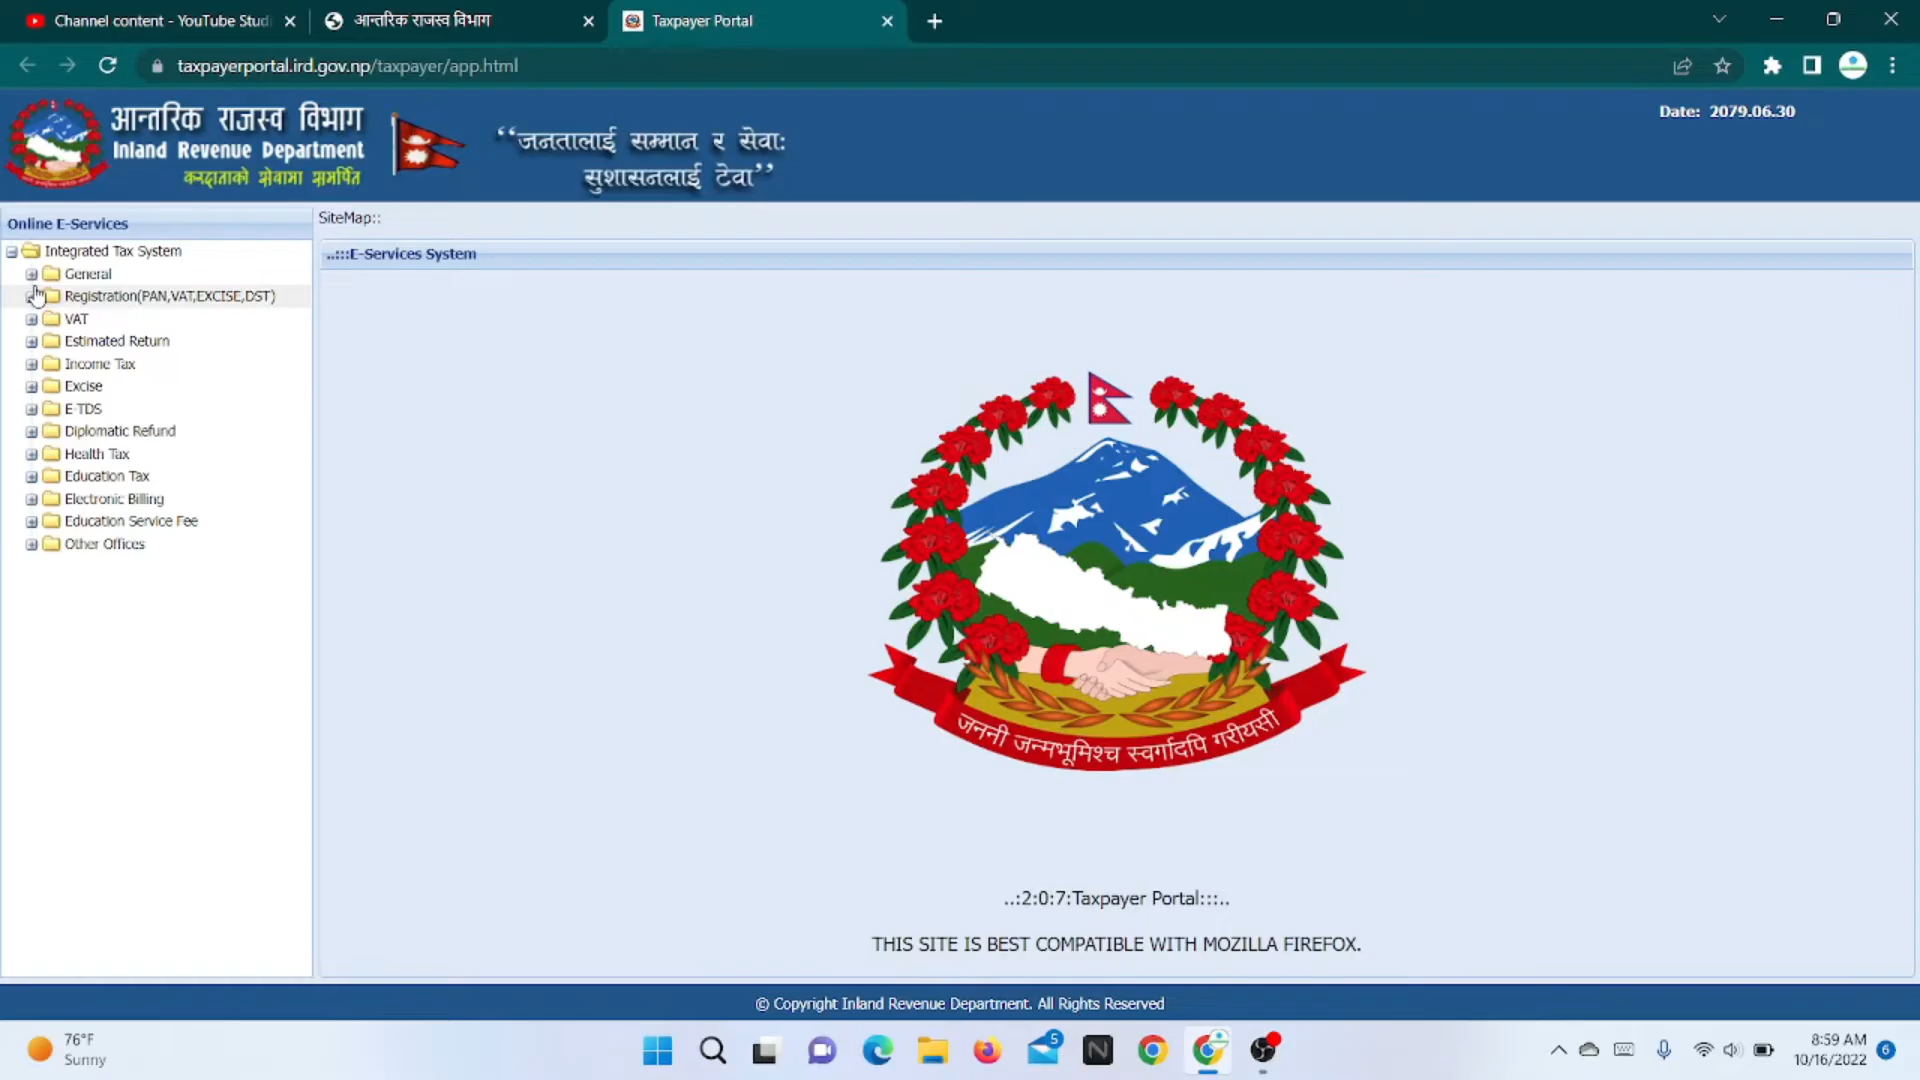 Channel content - YouTube Studi
आन्तरिक राजस्व विभाग
Taxpayer Portal
taxpayerportal.ird.gov.np/taxpayer/app.html
आन्तरिक राजस्व विभाग
Inland Revenue Department
करदाताको सेवामा समर्पित
“जनतालाई सम्मान र सेवा:
सुशासनलाई टेवा”
Date: 2079.06.30
Online E-Services
SiteMap::
Integrated Tax System
General
Registration(PAN,VAT,EXCISE,DST)
VAT
Estimated Return
Income Tax
Excise
E-TDS
Diplomatic Refund
Health Tax
Education Tax
Electronic Billing
Education Service Fee
Other Offices
..:::E-Services System
जननी जन्मभूमिश्च स्वर्गादपि गरीयसी
..:2:0:7:Taxpayer Portal:::..
THIS SITE IS BEST COMPATIBLE WITH MOZILLA FIREFOX.
© Copyright Inland Revenue Department. All Rights Reserved
76°F
Sunny
5
N
8:59 AM
10/16/2022
6